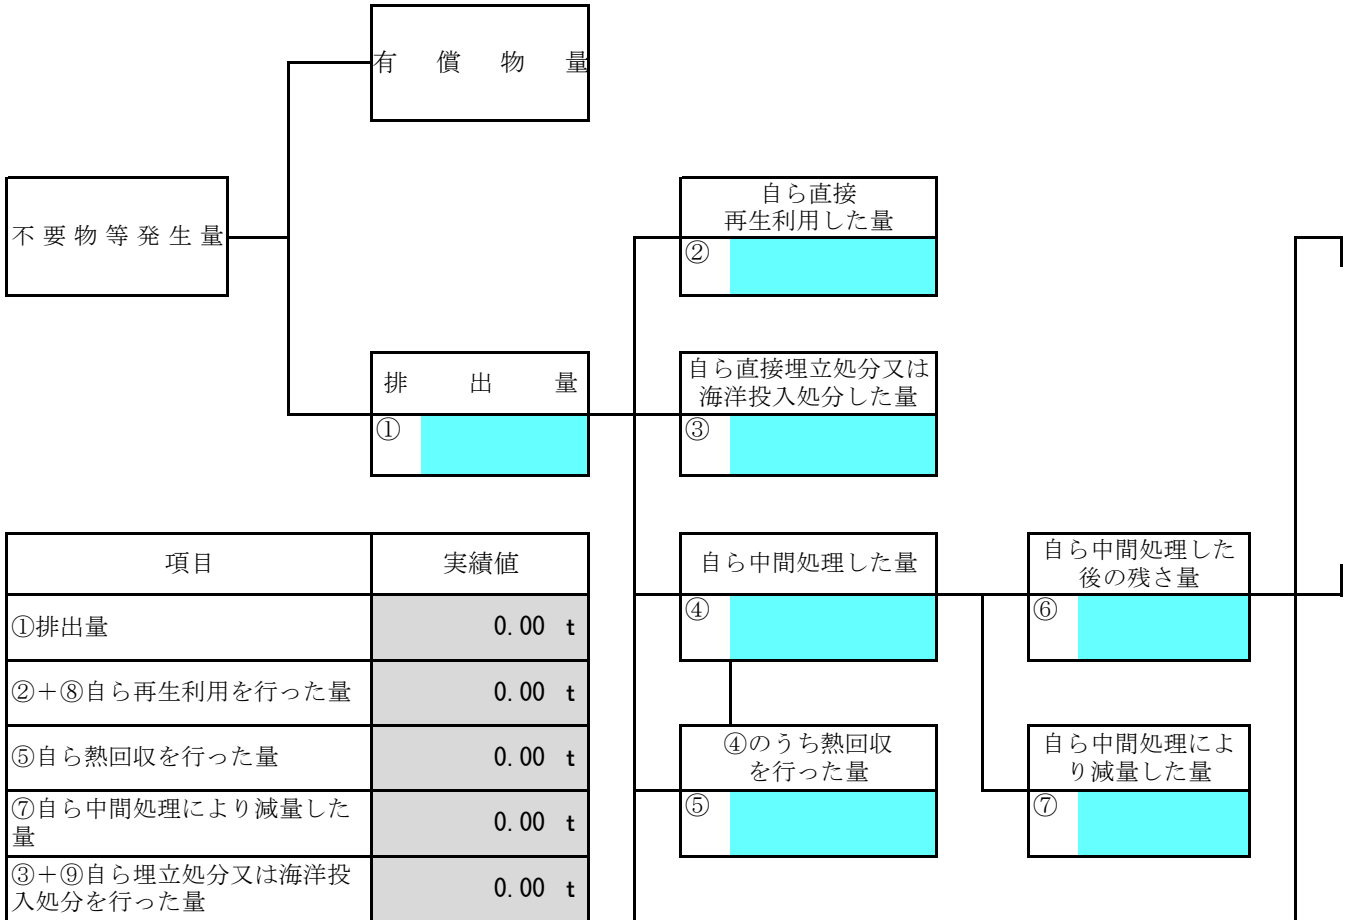 有償物量
不要物等発生量
自ら直接
再生利用した量
②
排出量
①
自ら直接埋立処分又は
海洋投入処分した量
③
自ら中間処理した量
④
自ら中間処理した
後の残さ量
⑥
④のうち熱回収
を行った量
⑤
自ら中間処理によ
り減量した量
⑦
項目 実績値
①排出量 0.00 t
②＋⑧自ら再生利用を行った量 0.00 t
⑤自ら熱回収を行った量 0.00 t
⑦自ら中間処理により減量した
量 0.00 t
③＋⑨自ら埋立処分又は海洋投
入処分を行った量 0.00 t